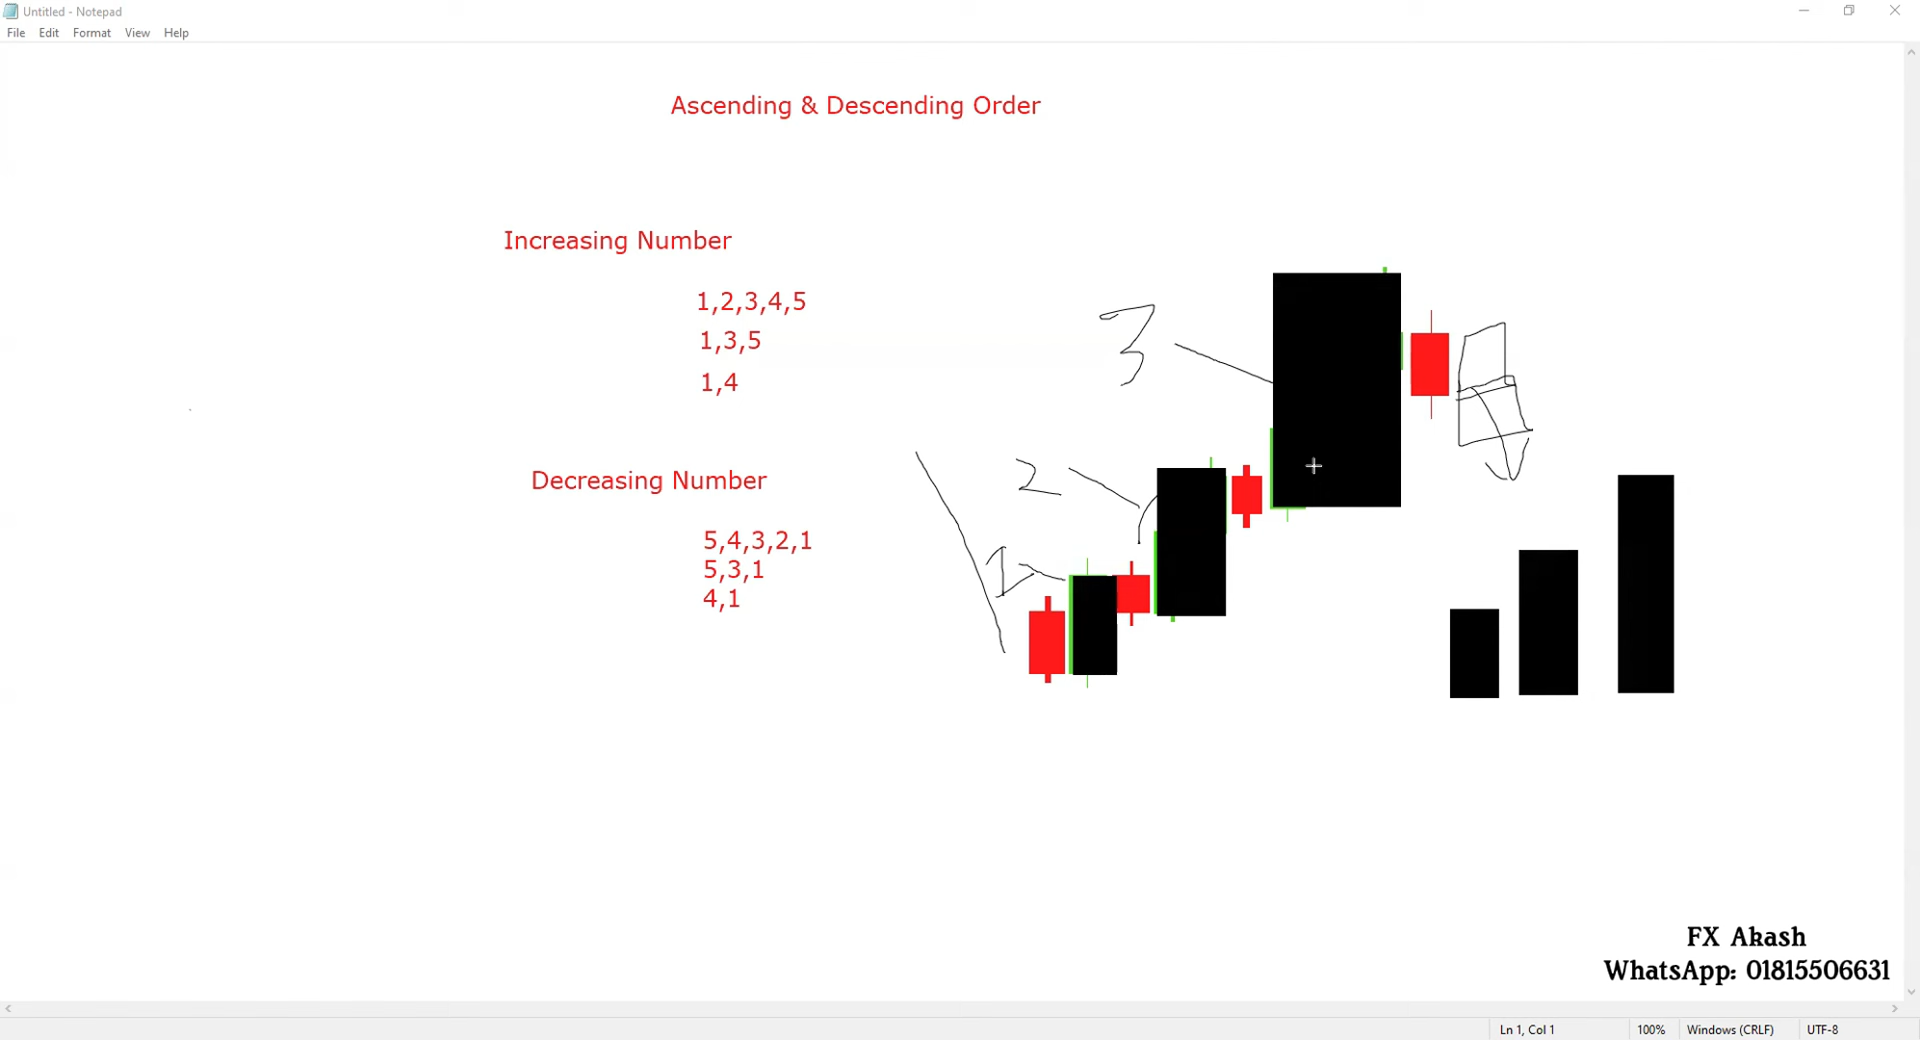 Untitled - Notepad
File Edit Format View Help
Ascending & Descending Order
Increasing Number
1,2,3,4,5
1,3,5
1,4
3
Decreasing Number
2
5,4,3,2,1
1
5,3,1
4,1
FX Akash
WhatsApp: 01815506631
Ln 1, Col 1 100% Windows (CRLF) UTF-8